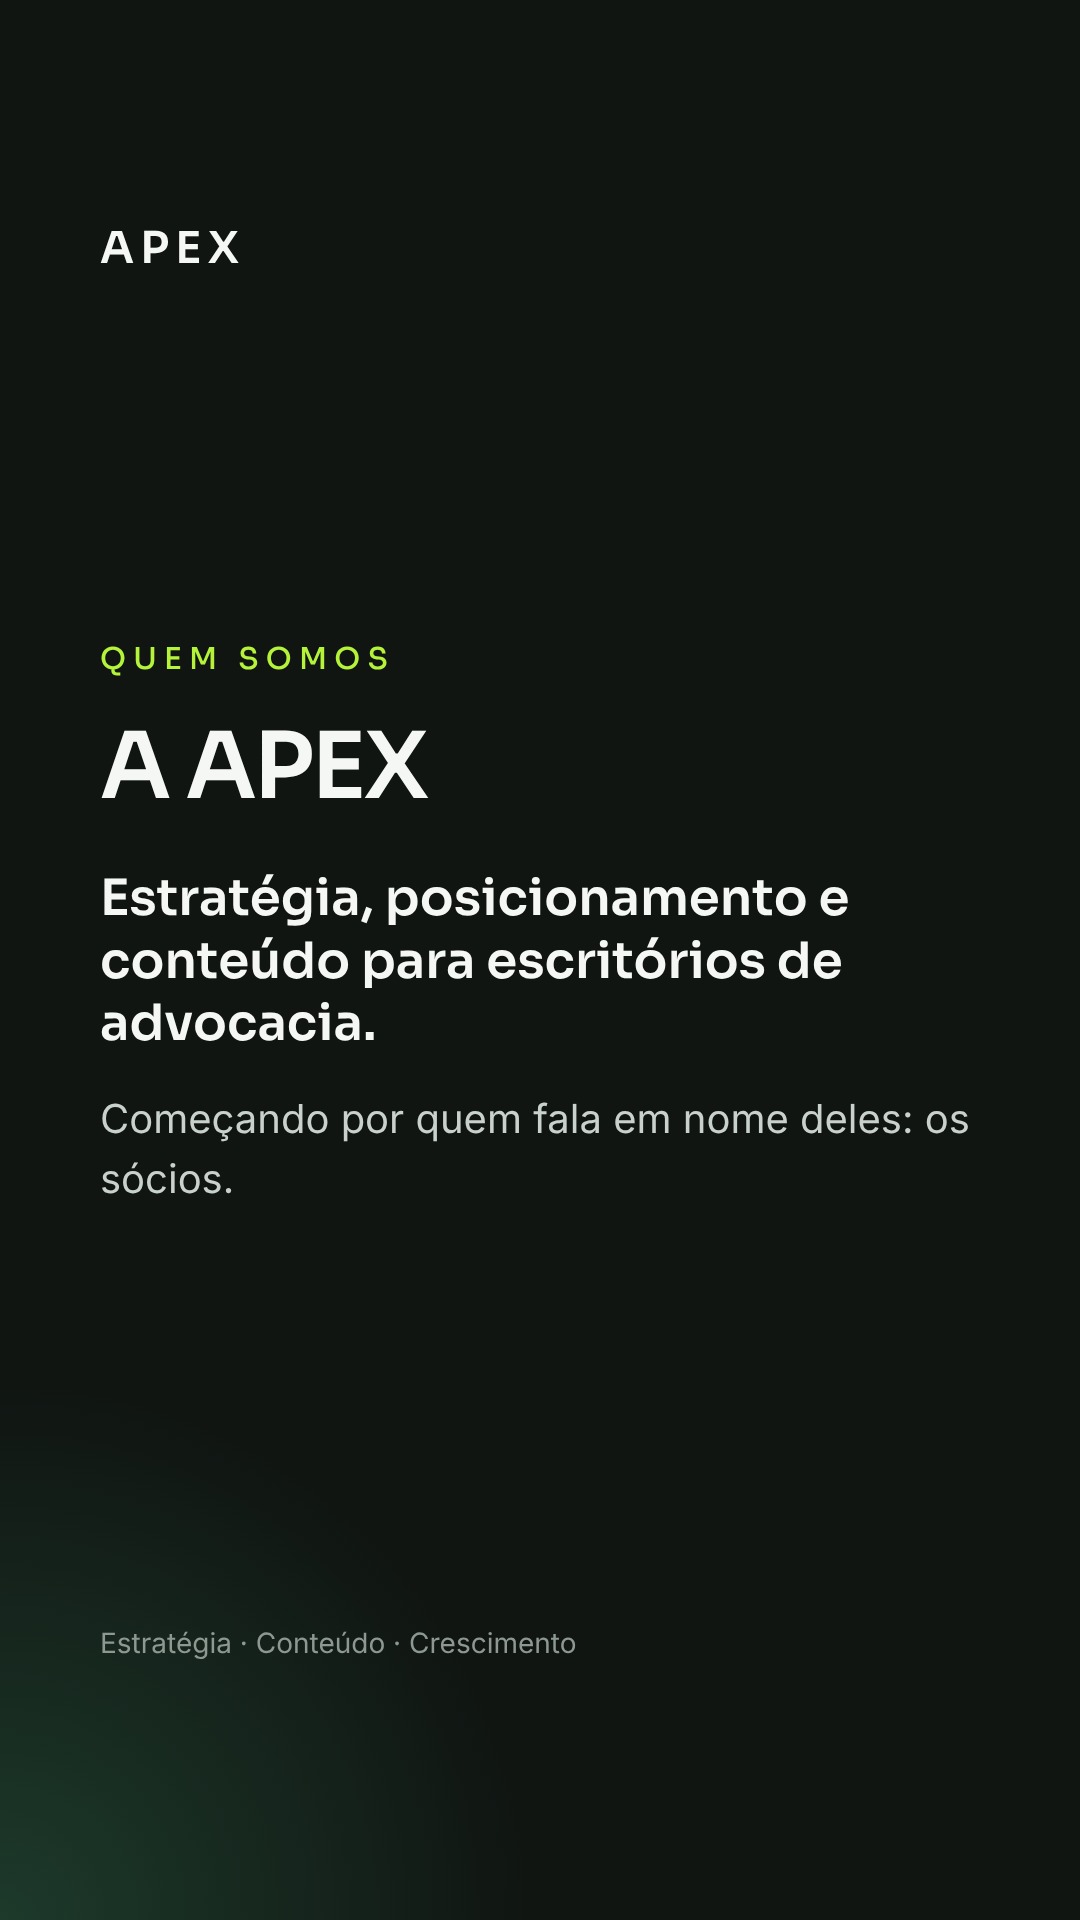 APEX
QUEM SOMOS
A APEX
Estratégia, posicionamento e
conteúdo para escritórios de
advocacia.
Começando por quem fala em nome deles: os
sócios.
Estratégia · Conteúdo · Crescimento